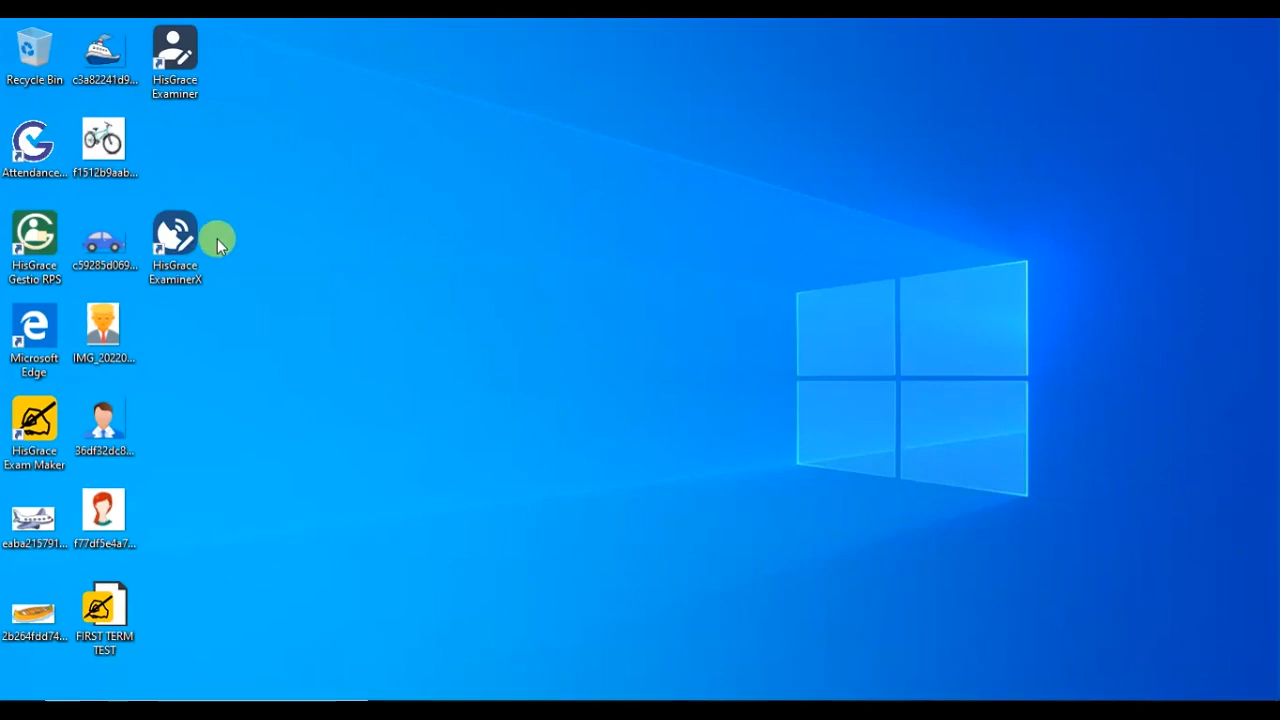 Recycle Bin
c3a82241d9...
HisGrace
Examiner
Attendance...
f1512b9aab...
HisGrace
Gestio RPS
c59285d069...
HisGrace
ExaminerX
Microsoft
Edge
IMG_20220...
HisGrace
Exam Maker
36df32dc8...
eaba215791...
f77df5e4a7...
2b264fdd74...
FIRST TERM
TEST